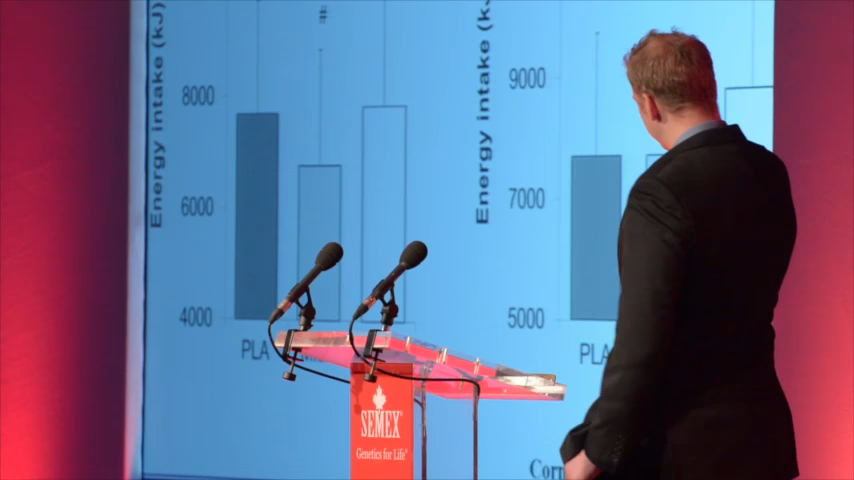 Energy intake (kJ)
#
8000
6000
4000
PLA
Energy intake (kJ)
9000
7000
5000
PLA
SEMEX®
Genetics for Life®